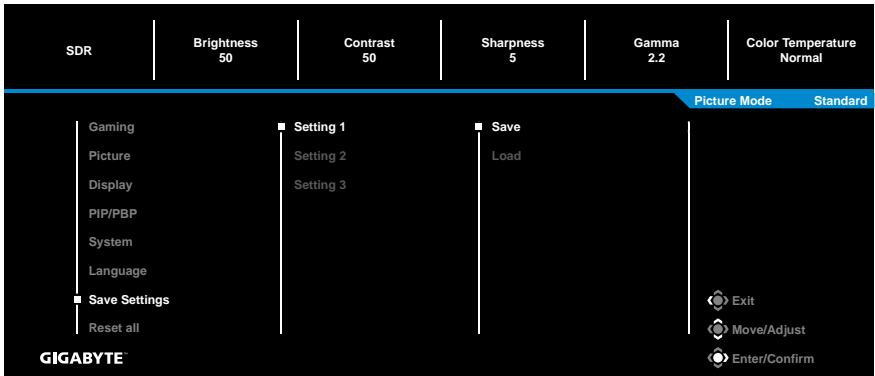 SDR
Brightness
50
Contrast
50
Sharpness
5
Gamma
2.2
Color Temperature
Normal
Picture Mode Standard
Gaming
Picture
Display
PIP/PBP
System
Language
Save Settings
Reset all
Setting 1
Setting 2
Setting 3
Save
Load
Exit
Move/Adjust
Enter/Confirm
GIGABYTE™